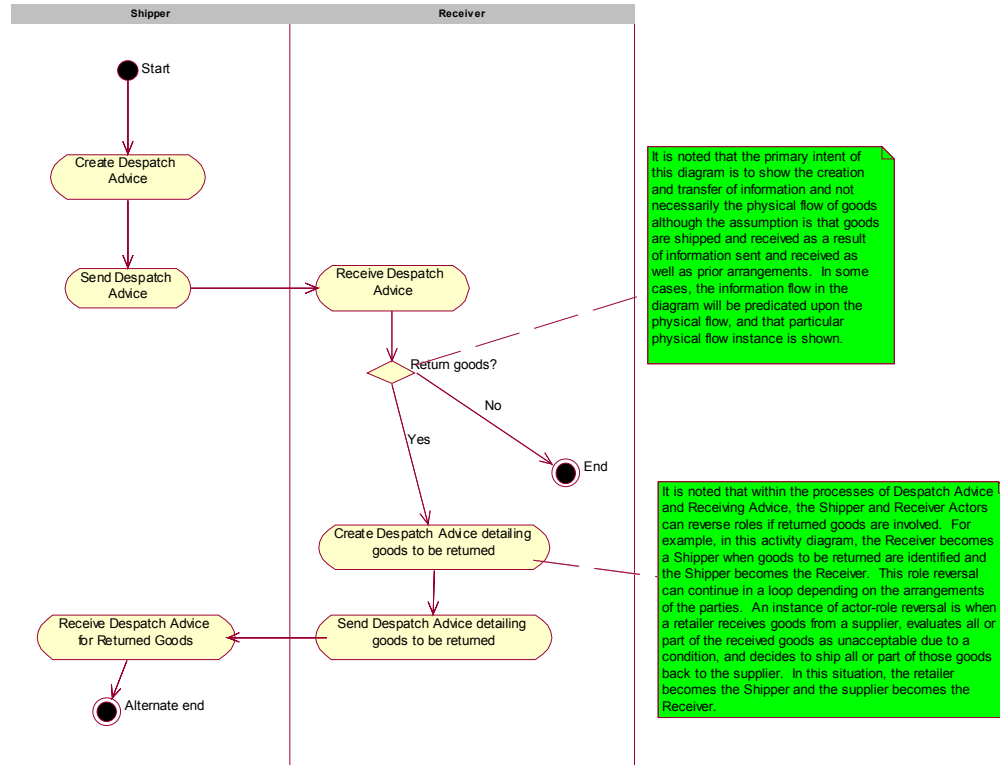 Shipper
Receiver
Start
Create Despatch
Advice
Send Despatch
Advice
Receive Despatch
Advice
Return goods?
No
Yes
End
Create Despatch Advice detailing
goods to be returned
Send Despatch Advice detailing
goods to be returned
Receive Despatch Advice
for Returned Goods
Alternate end
It is noted that the primary intent of
this diagram is to show the creation
and transfer of information and not
necessarily the physical flow of goods
although the assumption is that goods
are shipped and received as a result
of information sent and received as
well as prior arrangements. In some
cases, the information flow in the
diagram will be predicated upon the
physical flow, and that particular
physical flow instance is shown.
It is noted that within the processes of Despatch Advice
and Receiving Advice, the Shipper and Receiver Actors
can reverse roles if returned goods are involved. For
example, in this activity diagram, the Receiver becomes
a Shipper when goods to be returned are identified and
the Shipper becomes the Receiver. This role reversal
can continue in a loop depending on the arrangements
of the parties. An instance of actor-role reversal is when
a retailer receives goods from a supplier, evaluates all or
part of the received goods as unacceptable due to a
condition, and decides to ship all or part of those goods
back to the supplier. In this situation, the retailer
becomes the Shipper and the supplier becomes the
Receiver.